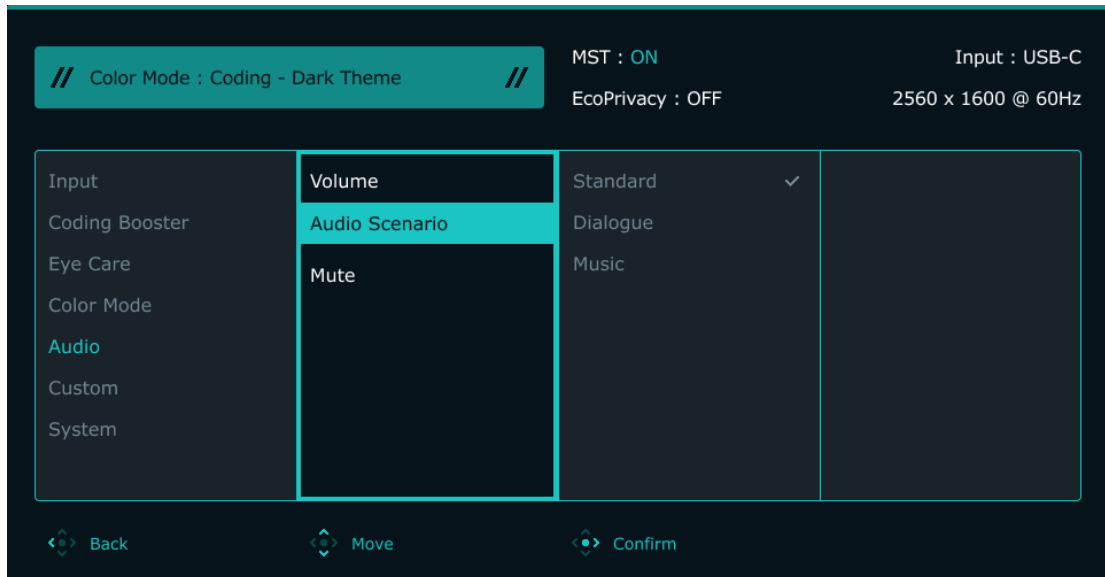 // Color Mode : Coding - Dark Theme //
MST : ON
Input : USB-C
EcoPrivacy : OFF
2560 x 1600 @ 60Hz
Input
Coding Booster
Eye Care
Color Mode
Audio
Custom
System
Volume
Audio Scenario
Mute
Standard
Dialogue
Music
Back
Move
Confirm